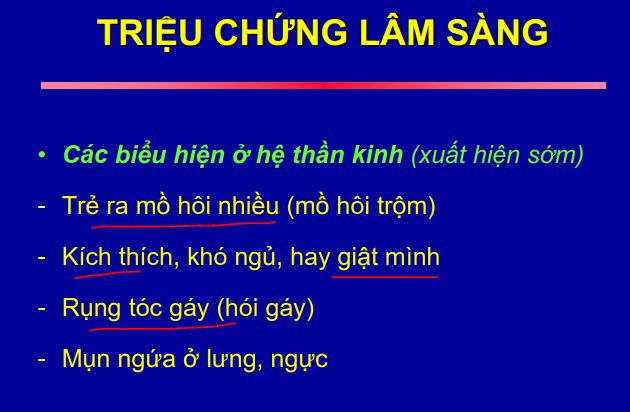 TRIỆU CHỨNG LÂM SÀNG
• Các biểu hiện ở hệ thần kinh (xuất hiện sớm)
- Trẻ ra mồ hôi nhiều (mồ hôi trộm)
- Kích thích, khó ngủ, hay giật mình
- Rụng tóc gáy (hói gáy)
- Mụn ngứa ở lưng, ngực